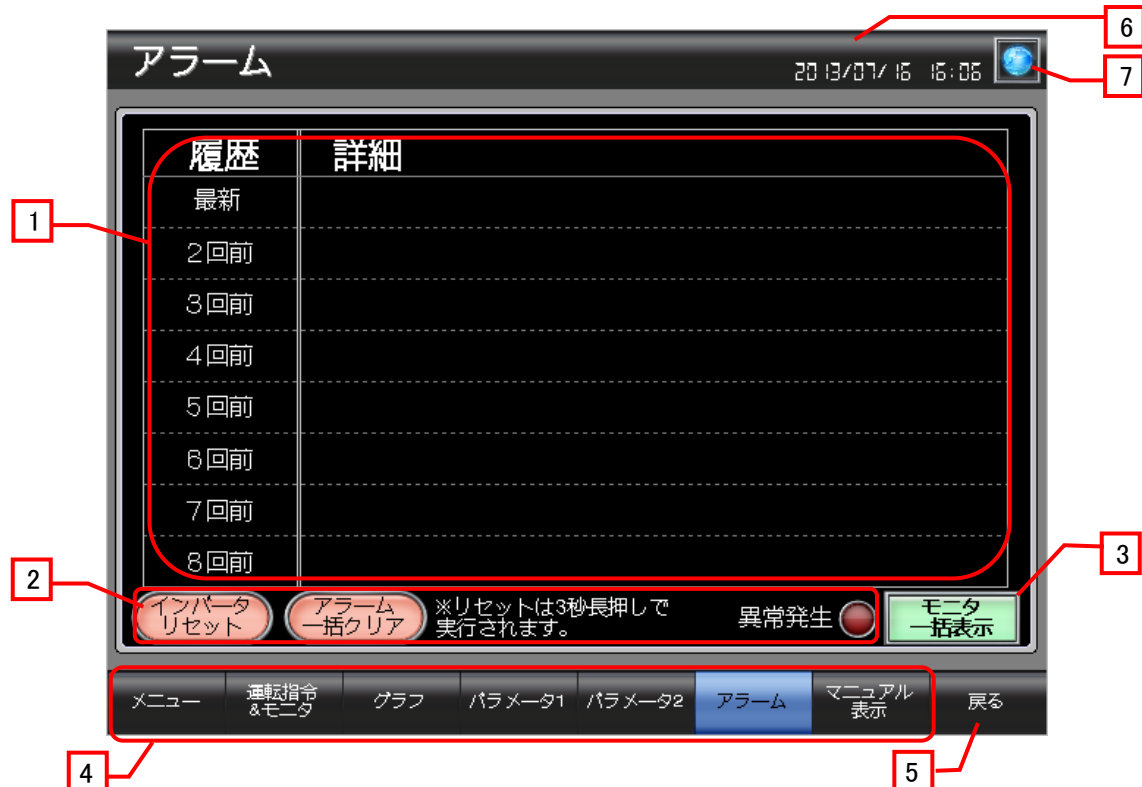 6
アラーム
2013/07/16 16:06
7
履歴 詳細
最新
1
2回前
3回前
4回前
5回前
6回前
7回前
8回前
3
2
インバータ
リセット
アラーム
一括クリア
※リセットは3秒長押しで
実行されます。
異常発生
モニタ
一括表示
メニュー
運転指令
&モニタ
グラフ
パラメータ1
パラメータ2
アラーム
マニュアル
表示
戻る
4
5